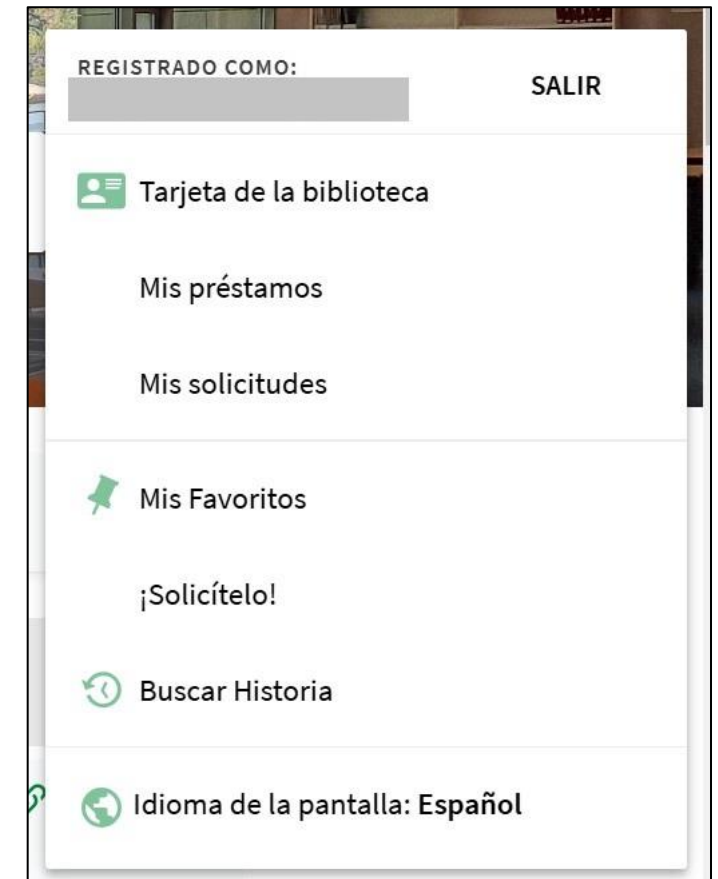 REGISTRADO COMO:
SALIR
Tarjeta de la biblioteca
Mis préstamos
Mis solicitudes
Mis Favoritos
¡Solicítelo!
Buscar Historia
Idioma de la pantalla: Español